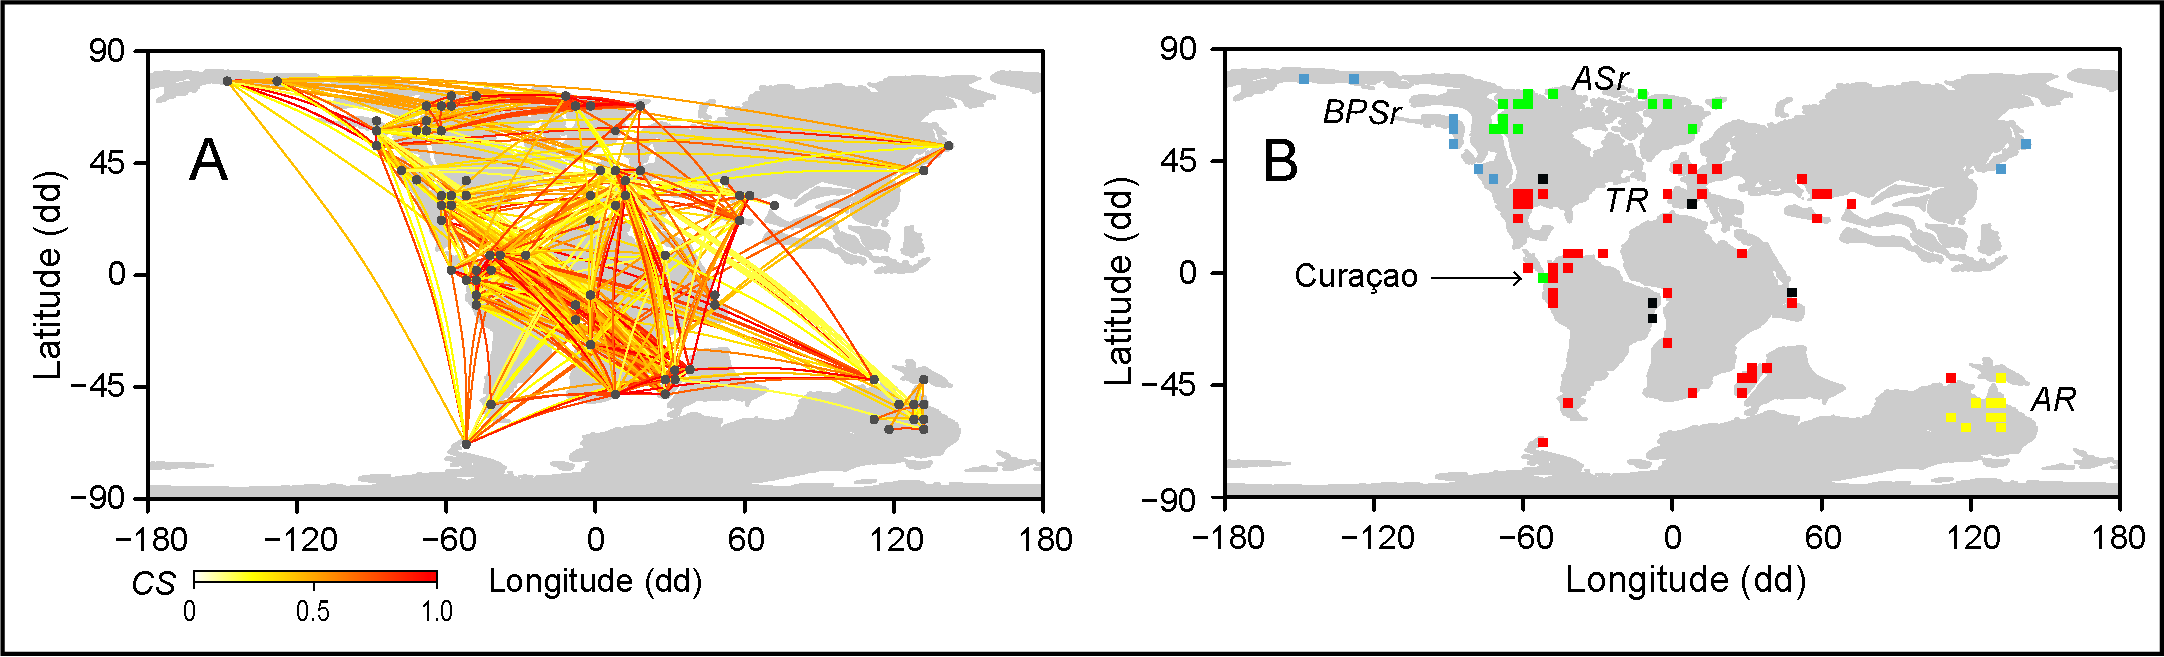 90
45
0
−45
−90
Latitude (dd)
A
−180 −120 −60 0 60 120 180
Longitude (dd)
CS
0 0.5 1.0
90
45
0
−45
−90
Latitude (dd)
B
ASr
BPSr
TR
Curaçao
AR
−180 −120 −60 0 60 120 180
Longitude (dd)